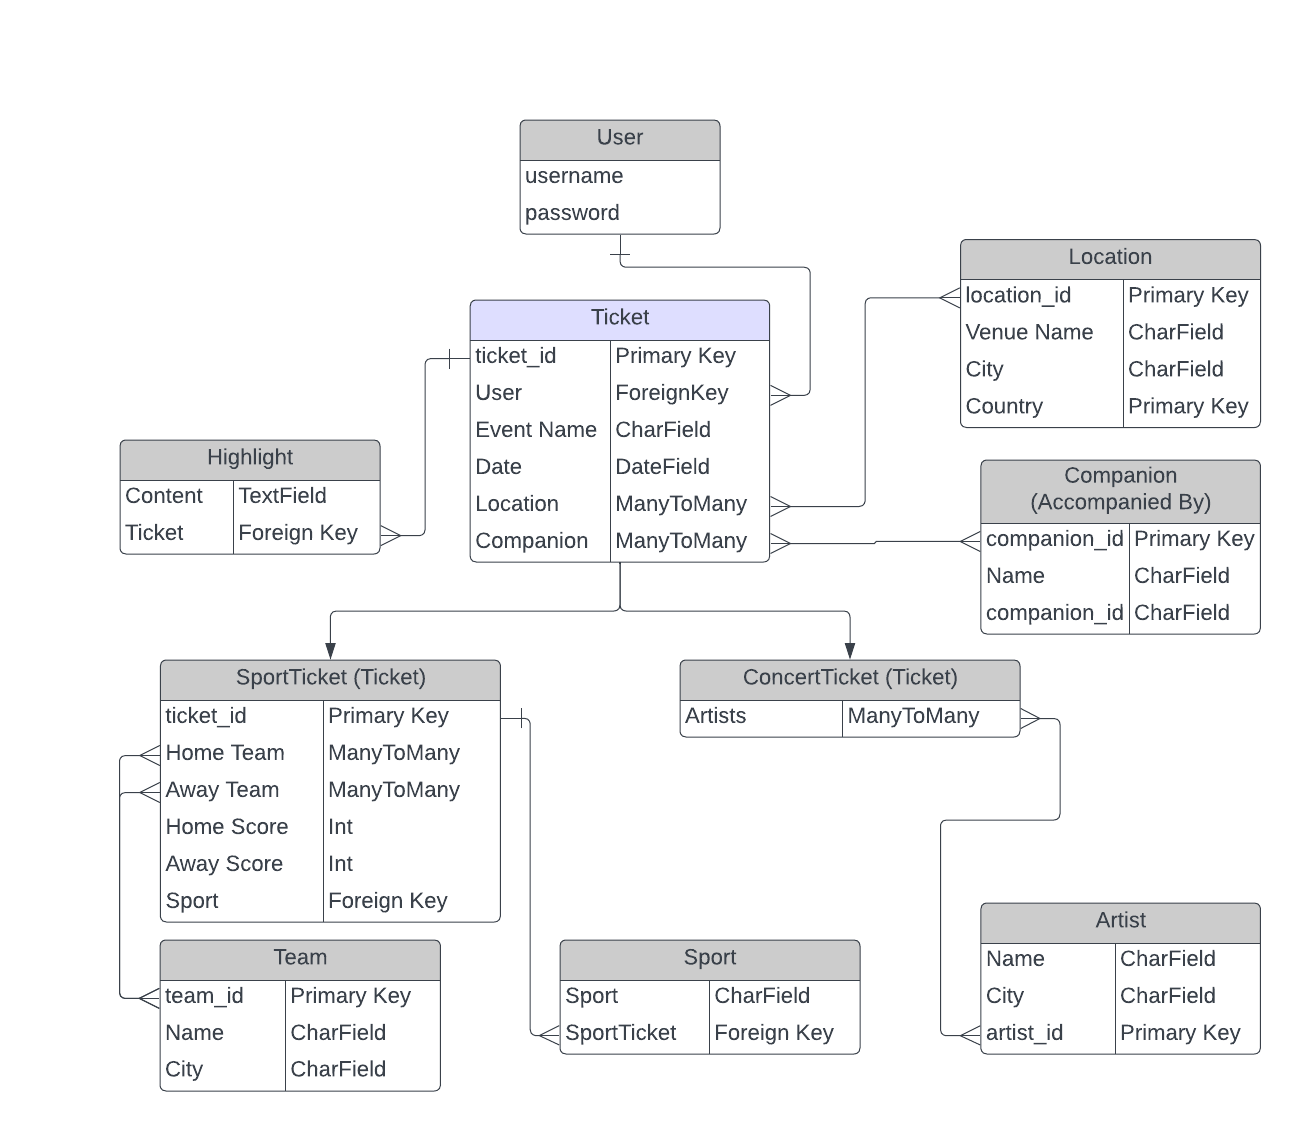 User
username
password
Ticket
ticket_id Primary Key
User ForeignKey
Event Name CharField
Date DateField
Location ManyToMany
Companion ManyToMany
Location
location_id Primary Key
Venue Name CharField
City CharField
Country Primary Key
Highlight
Content TextField
Ticket Foreign Key
Companion
(Accompanied By)
companion_id Primary Key
Name CharField
companion_id CharField
SportTicket (Ticket)
ticket_id Primary Key
Home Team ManyToMany
Away Team ManyToMany
Home Score Int
Away Score Int
Sport Foreign Key
ConcertTicket (Ticket)
Artists ManyToMany
Team
team_id Primary Key
Name CharField
City CharField
Sport
Sport CharField
SportTicket Foreign Key
Artist
Name CharField
City CharField
artist_id Primary Key